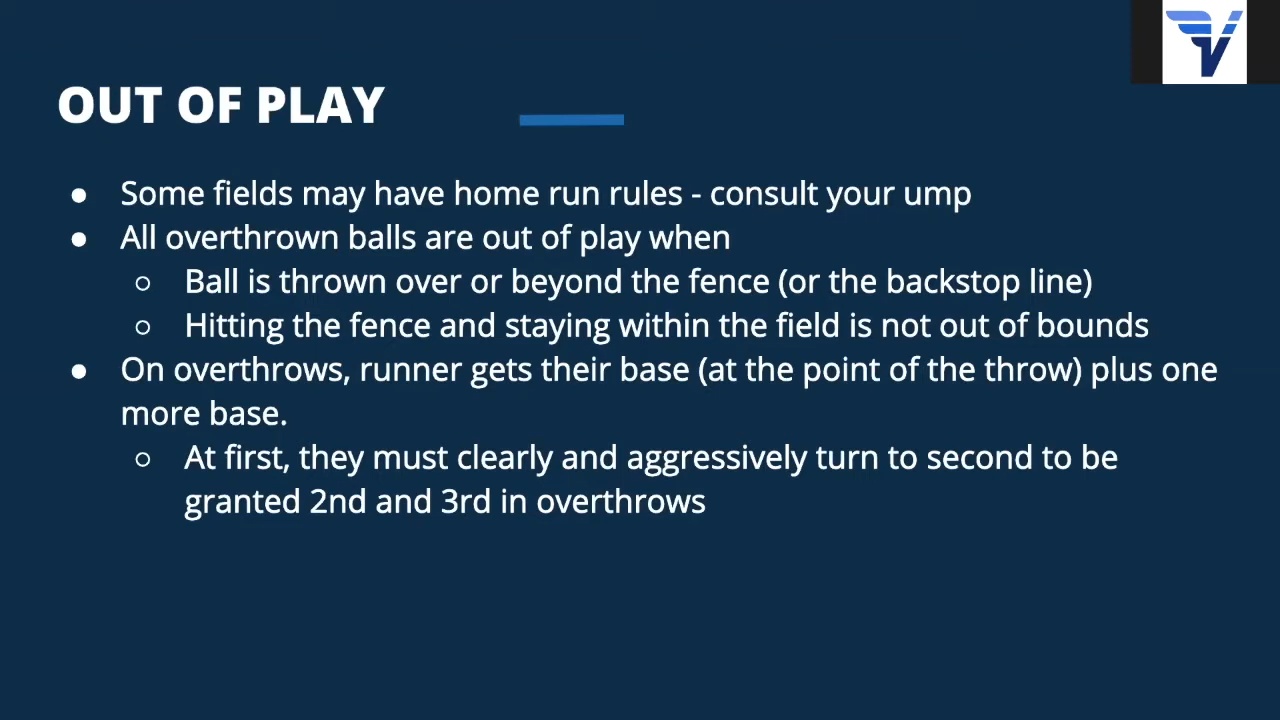 OUT OF PLAY
● Some fields may have home run rules - consult your ump
● All overthrown balls are out of play when
○ Ball is thrown over or beyond the fence (or the backstop line)
○ Hitting the fence and staying within the field is not out of bounds
● On overthrows, runner gets their base (at the point of the throw) plus one
more base.
○ At first, they must clearly and aggressively turn to second to be
granted 2nd and 3rd in overthrows